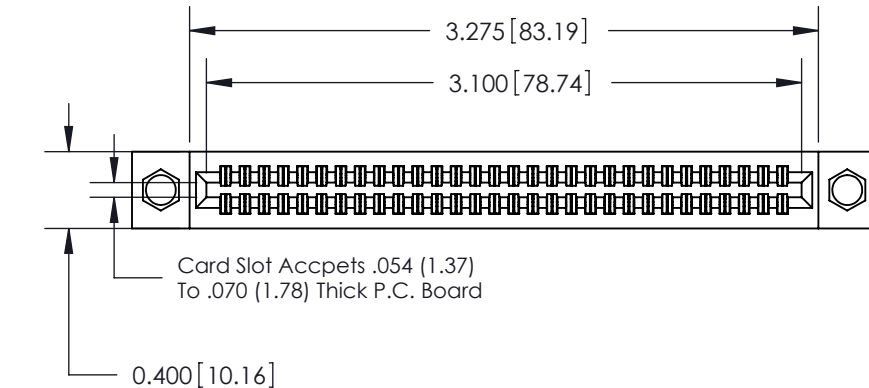 3.275[83.19]
3.100[78.74]
Card Slot Accpets .054 (1.37)
To .070 (1.78) Thick P.C. Board
0.400[10.16]